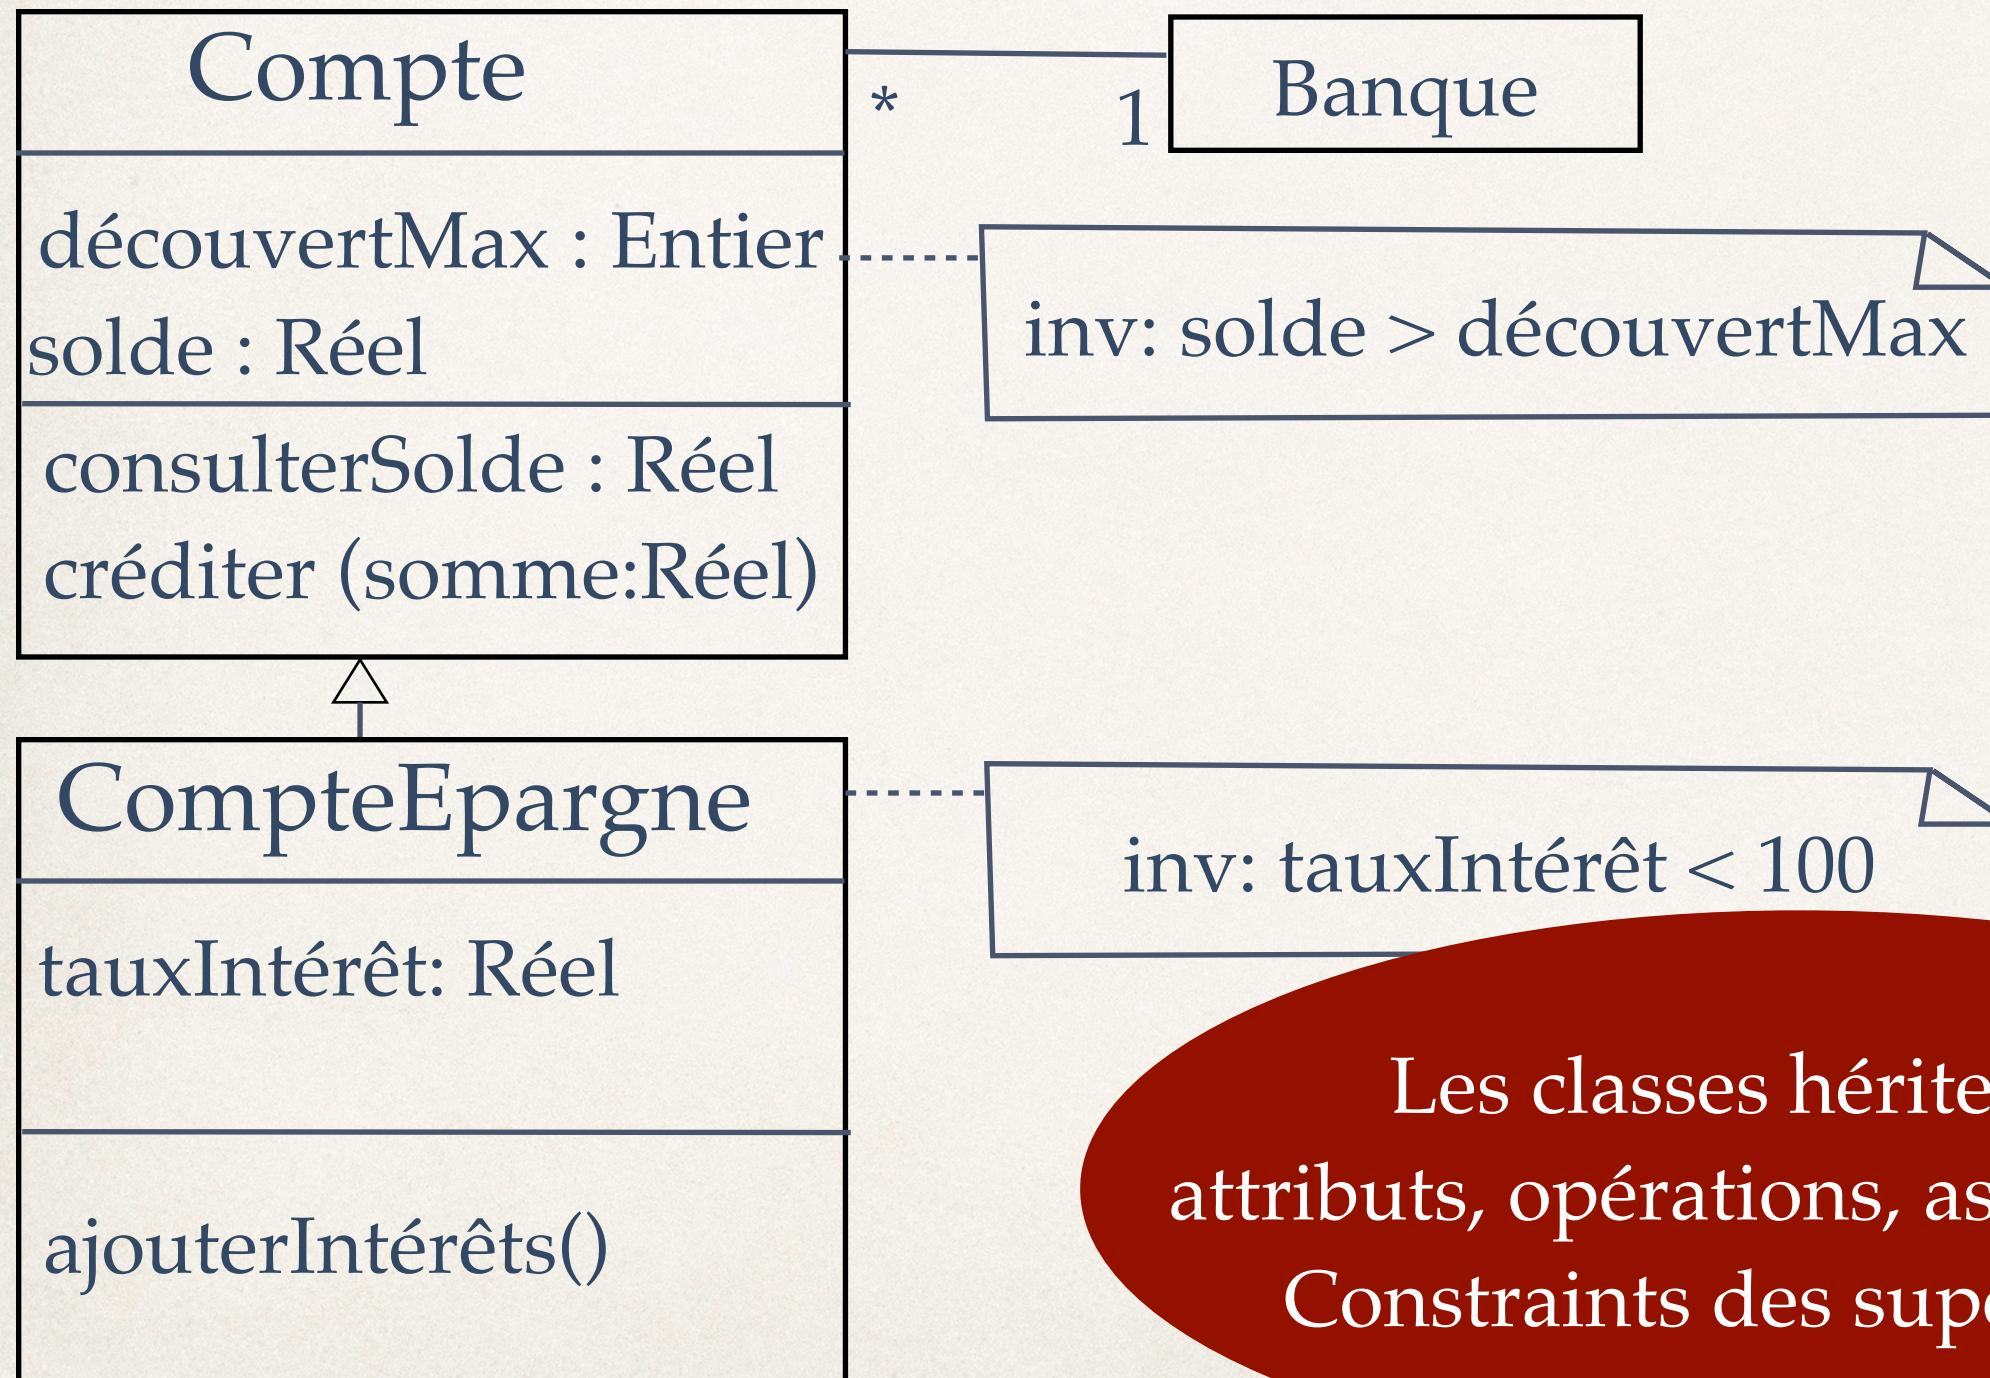 Compte
*
1
Banque
découvertMax : Entier
solde : Réel
inv: solde > découvertMax
consulterSolde : Réel
créditer (somme:Réel)
CompteEpargne
inv: tauxIntérêt < 100
tauxIntérêt: Réel
ajouterIntérêts()
Les classes hérite
attributs, opérations, as
Constraints des sup